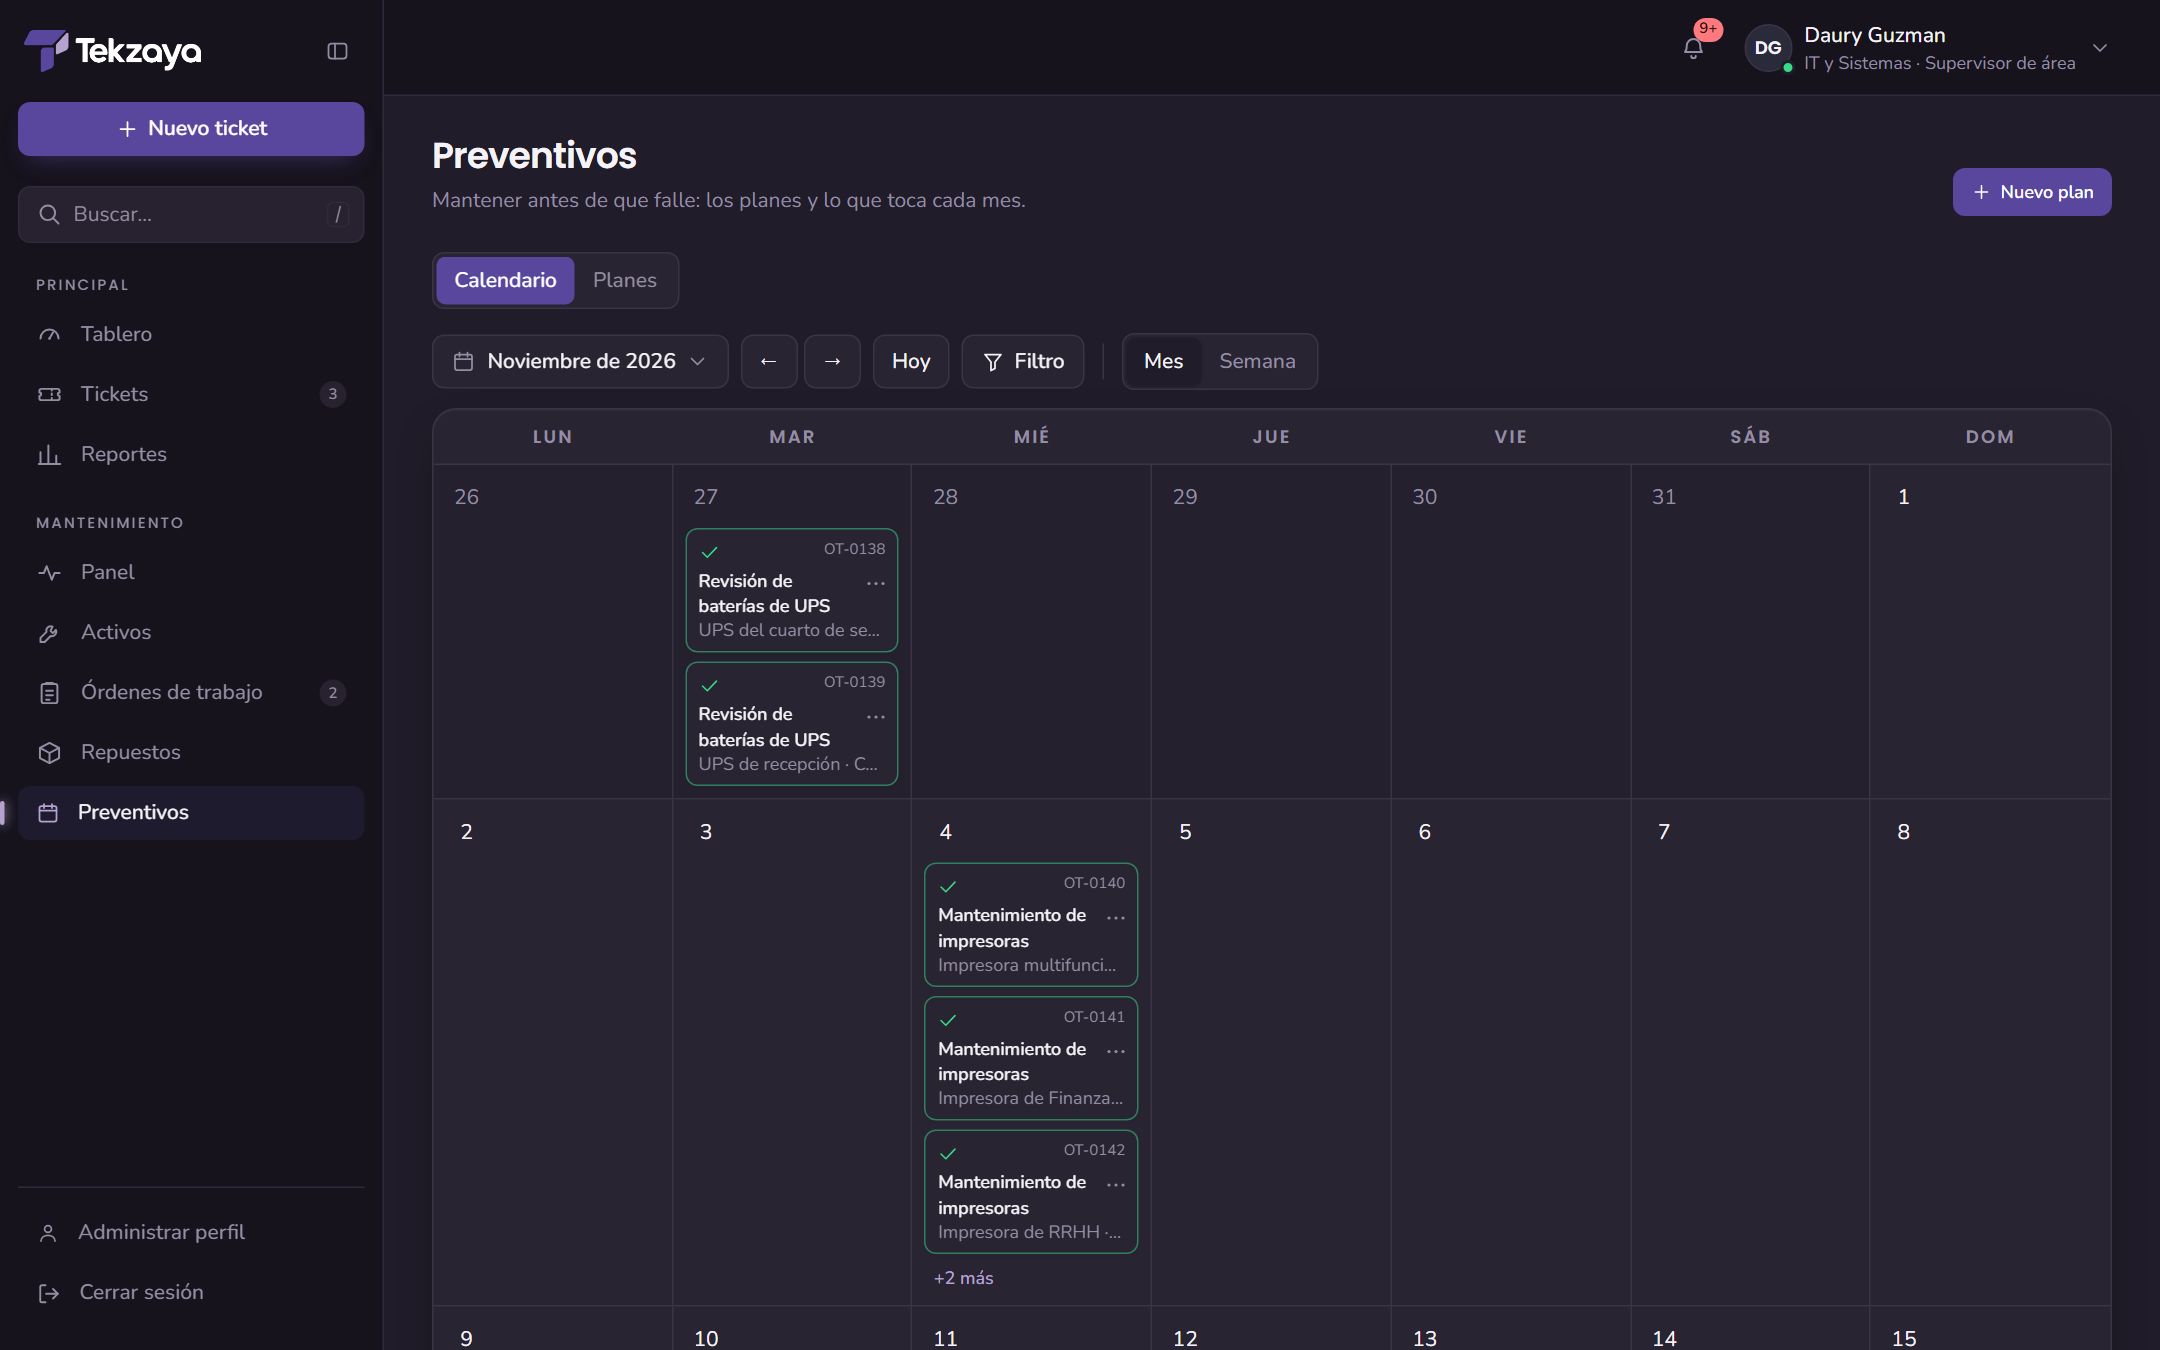 Tekzaya
Nuevo ticket
Buscar...
/
PRINCIPAL
Tablero
Tickets
3
Reportes
MANTENIMIENTO
Panel
Activos
Órdenes de trabajo
2
Repuestos
Preventivos
Administrar perfil
Cerrar sesión
9+
DG
Daury Guzman
IT y Sistemas · Supervisor de área
Preventivos
Mantener antes de que falle: los planes y lo que toca cada mes.
Nuevo plan
Calendario
Planes
Noviembre de 2026
←
→
Hoy
Filtro
Mes
Semana
LUN MAR MIÉ JUE VIE SÁB DOM
26 27 28 29 30 31 1
OT-0138
Revisión de
baterías de UPS
UPS del cuarto de se...
OT-0139
Revisión de
baterías de UPS
UPS de recepción · C...
2 3 4 5 6 7 8
OT-0140
Mantenimiento de
impresoras
Impresora multifunci...
OT-0141
Mantenimiento de
impresoras
Impresora de Finanza...
OT-0142
Mantenimiento de
impresoras
Impresora de RRHH ·...
+2 más
9 10 11 12 13 14 15